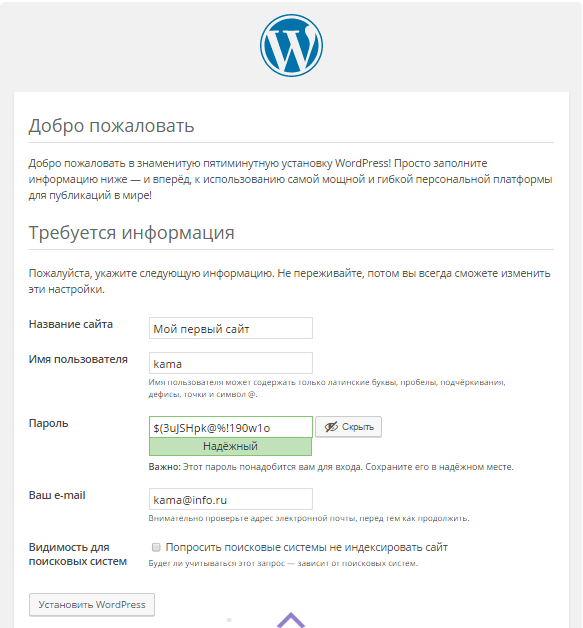 Добро пожаловать
Добро пожаловать в знаменитую пятиминутную установку WordPress! Просто заполните
информацию ниже — и вперёд, к использованию самой мощной и гибкой персональной платформы
для публикаций в мире!
Требуется информация
Пожалуйста, укажите следующую информацию. Не переживайте, потом вы всегда сможете изменить
эти настройки.
Название сайта
Мой первый сайт
Имя пользователя
kama
Имя пользователя может содержать только латинские буквы, пробелы, подчёркивания,
дефисы, точки и символ @.
Пароль
$(3uJSHpk@%!190w1o
Скрыть
Надёжный
Важно: Этот пароль понадобится вам для входа. Сохраните его в надёжном месте.
Ваш e-mail
kama@info.ru
Внимательно проверьте адрес электронной почты, перед тем как продолжить.
Видимость для
поисковых систем
Попросить поисковые системы не индексировать сайт
Будет ли учитываться этот запрос — зависит от поисковых систем.
Установить WordPress